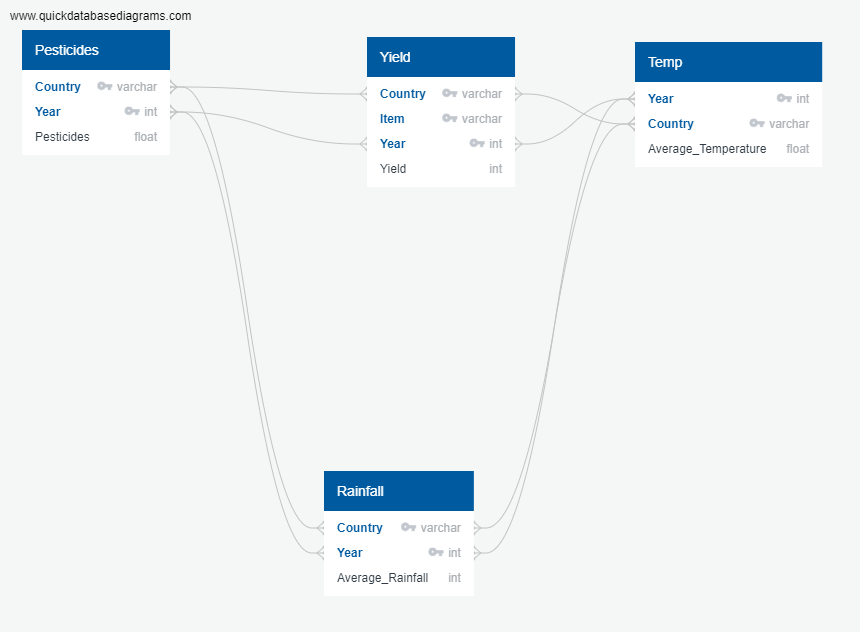 www.quickdatabasediagrams.com
Pesticides
Country varchar
Year int
Pesticides float
Yield
Country varchar
Item varchar
Year int
Yield int
Temp
Year int
Country varchar
Average_Temperature float
Rainfall
Country varchar
Year int
Average_Rainfall int